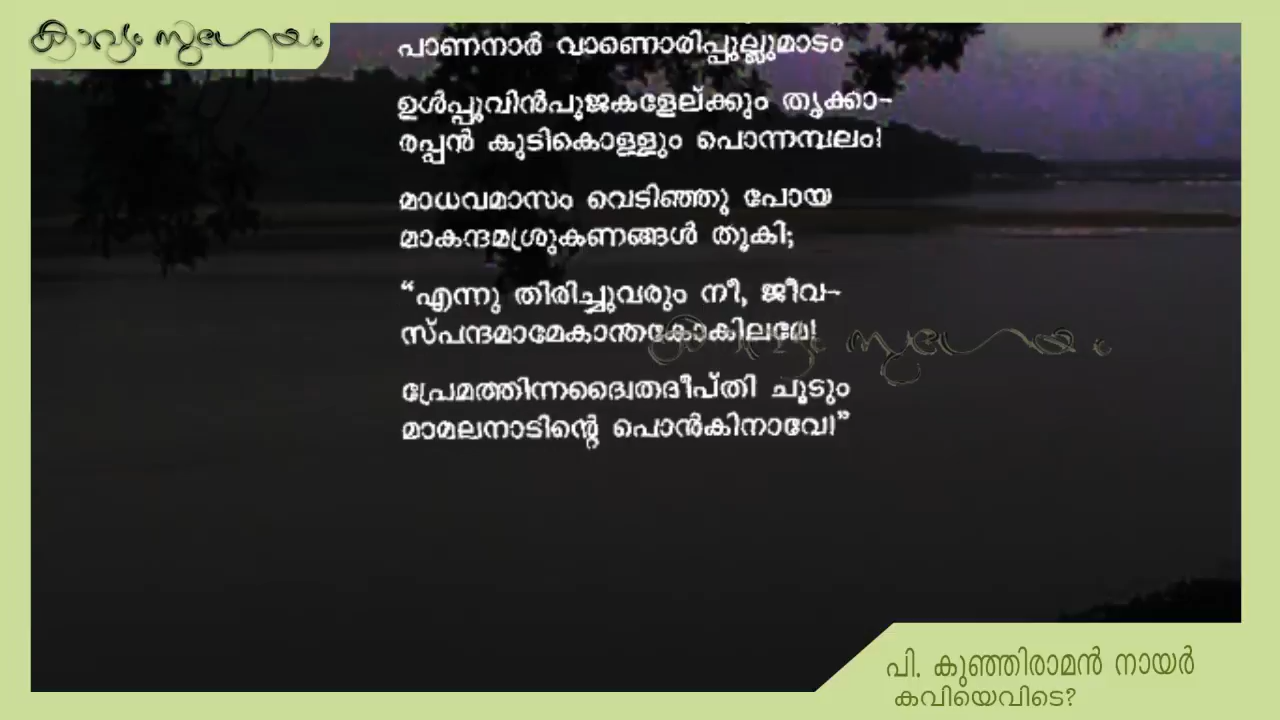 കാവ്യം സുഗേയം
പാണനാർ വാണൊരിപ്പുല്ലുമാടം
ഉൾപ്പൂവിൻപൂജകളേല്ക്കും തൃക്കാ-
രപ്പൻ കുടികൊള്ളും പൊന്നമ്പലം!
മാധവമാസം വെടിഞ്ഞു പോയ
മാകന്ദമശ്രുകണങ്ങൾ തൂകി;
“എന്നു തിരിച്ചുവരും നീ, ജീവ-
സ്പന്ദമാമേകാന്തകോകിലമേ!
കാവ്യം സുഗേയം
പ്രേമത്തിന്നദ്വൈതദീപ്തി ചൂടും
മാമലനാടിന്റെ പൊൻകിനാവേ!”
പി. കുഞ്ഞിരാമൻ നായർ
കവിയെവിടെ?